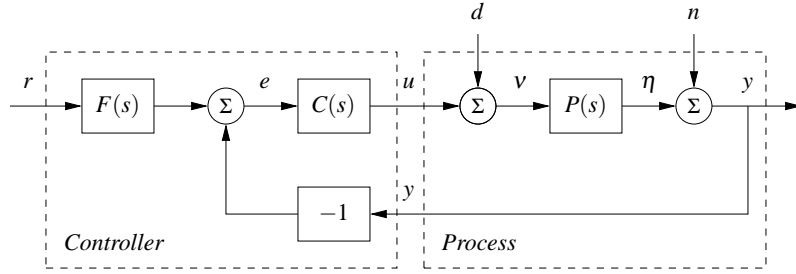 d n
r F(s) Σ e C(s) u Σ ν P(s) η Σ y
−1 y
Controller Process